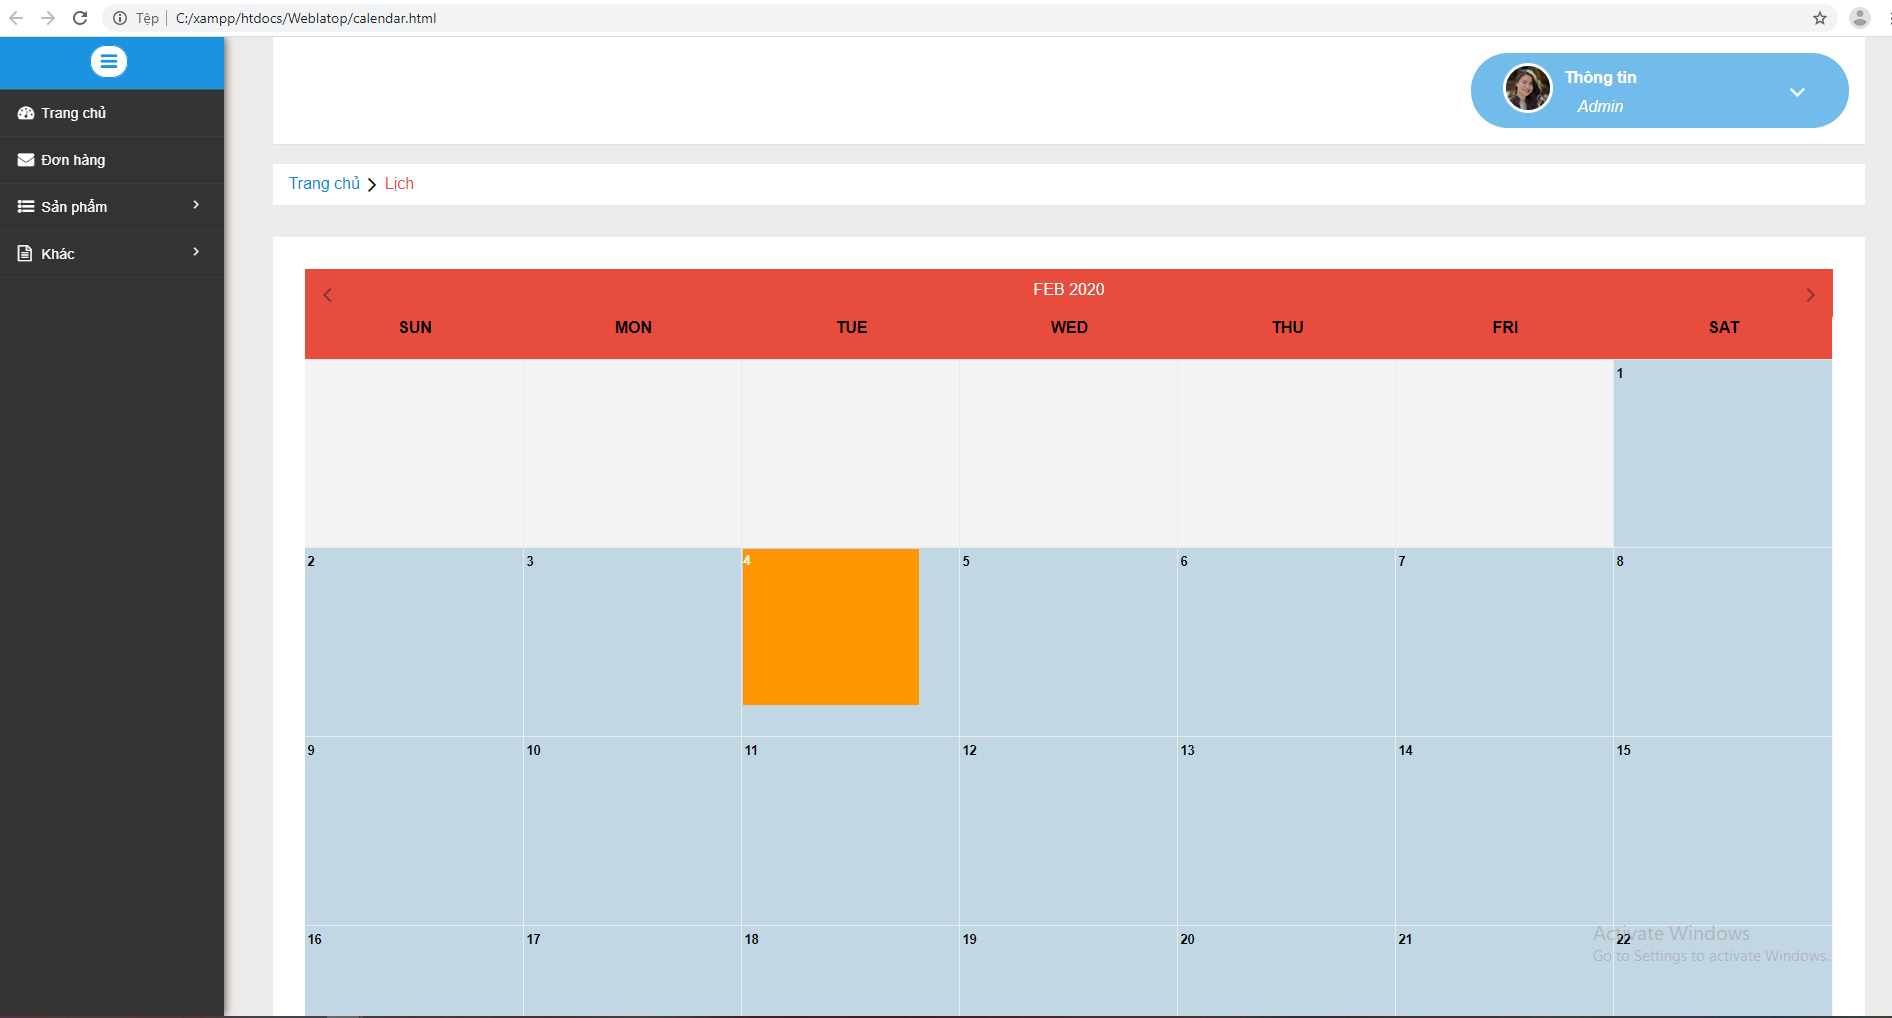 Tệp C:/xampp/htdocs/Weblatop/calendar.html
Thông tin
Admin
Trang chủ
Đơn hàng
Sản phẩm
Khác
Trang chủ Lịch
FEB 2020
SUN MON TUE WED THU FRI SAT
1
2 3 4 5 6 7 8
9 10 11 12 13 14 15
16 17 18 19 20 21 22
Activate Windows
Go to Settings to activate Windows.